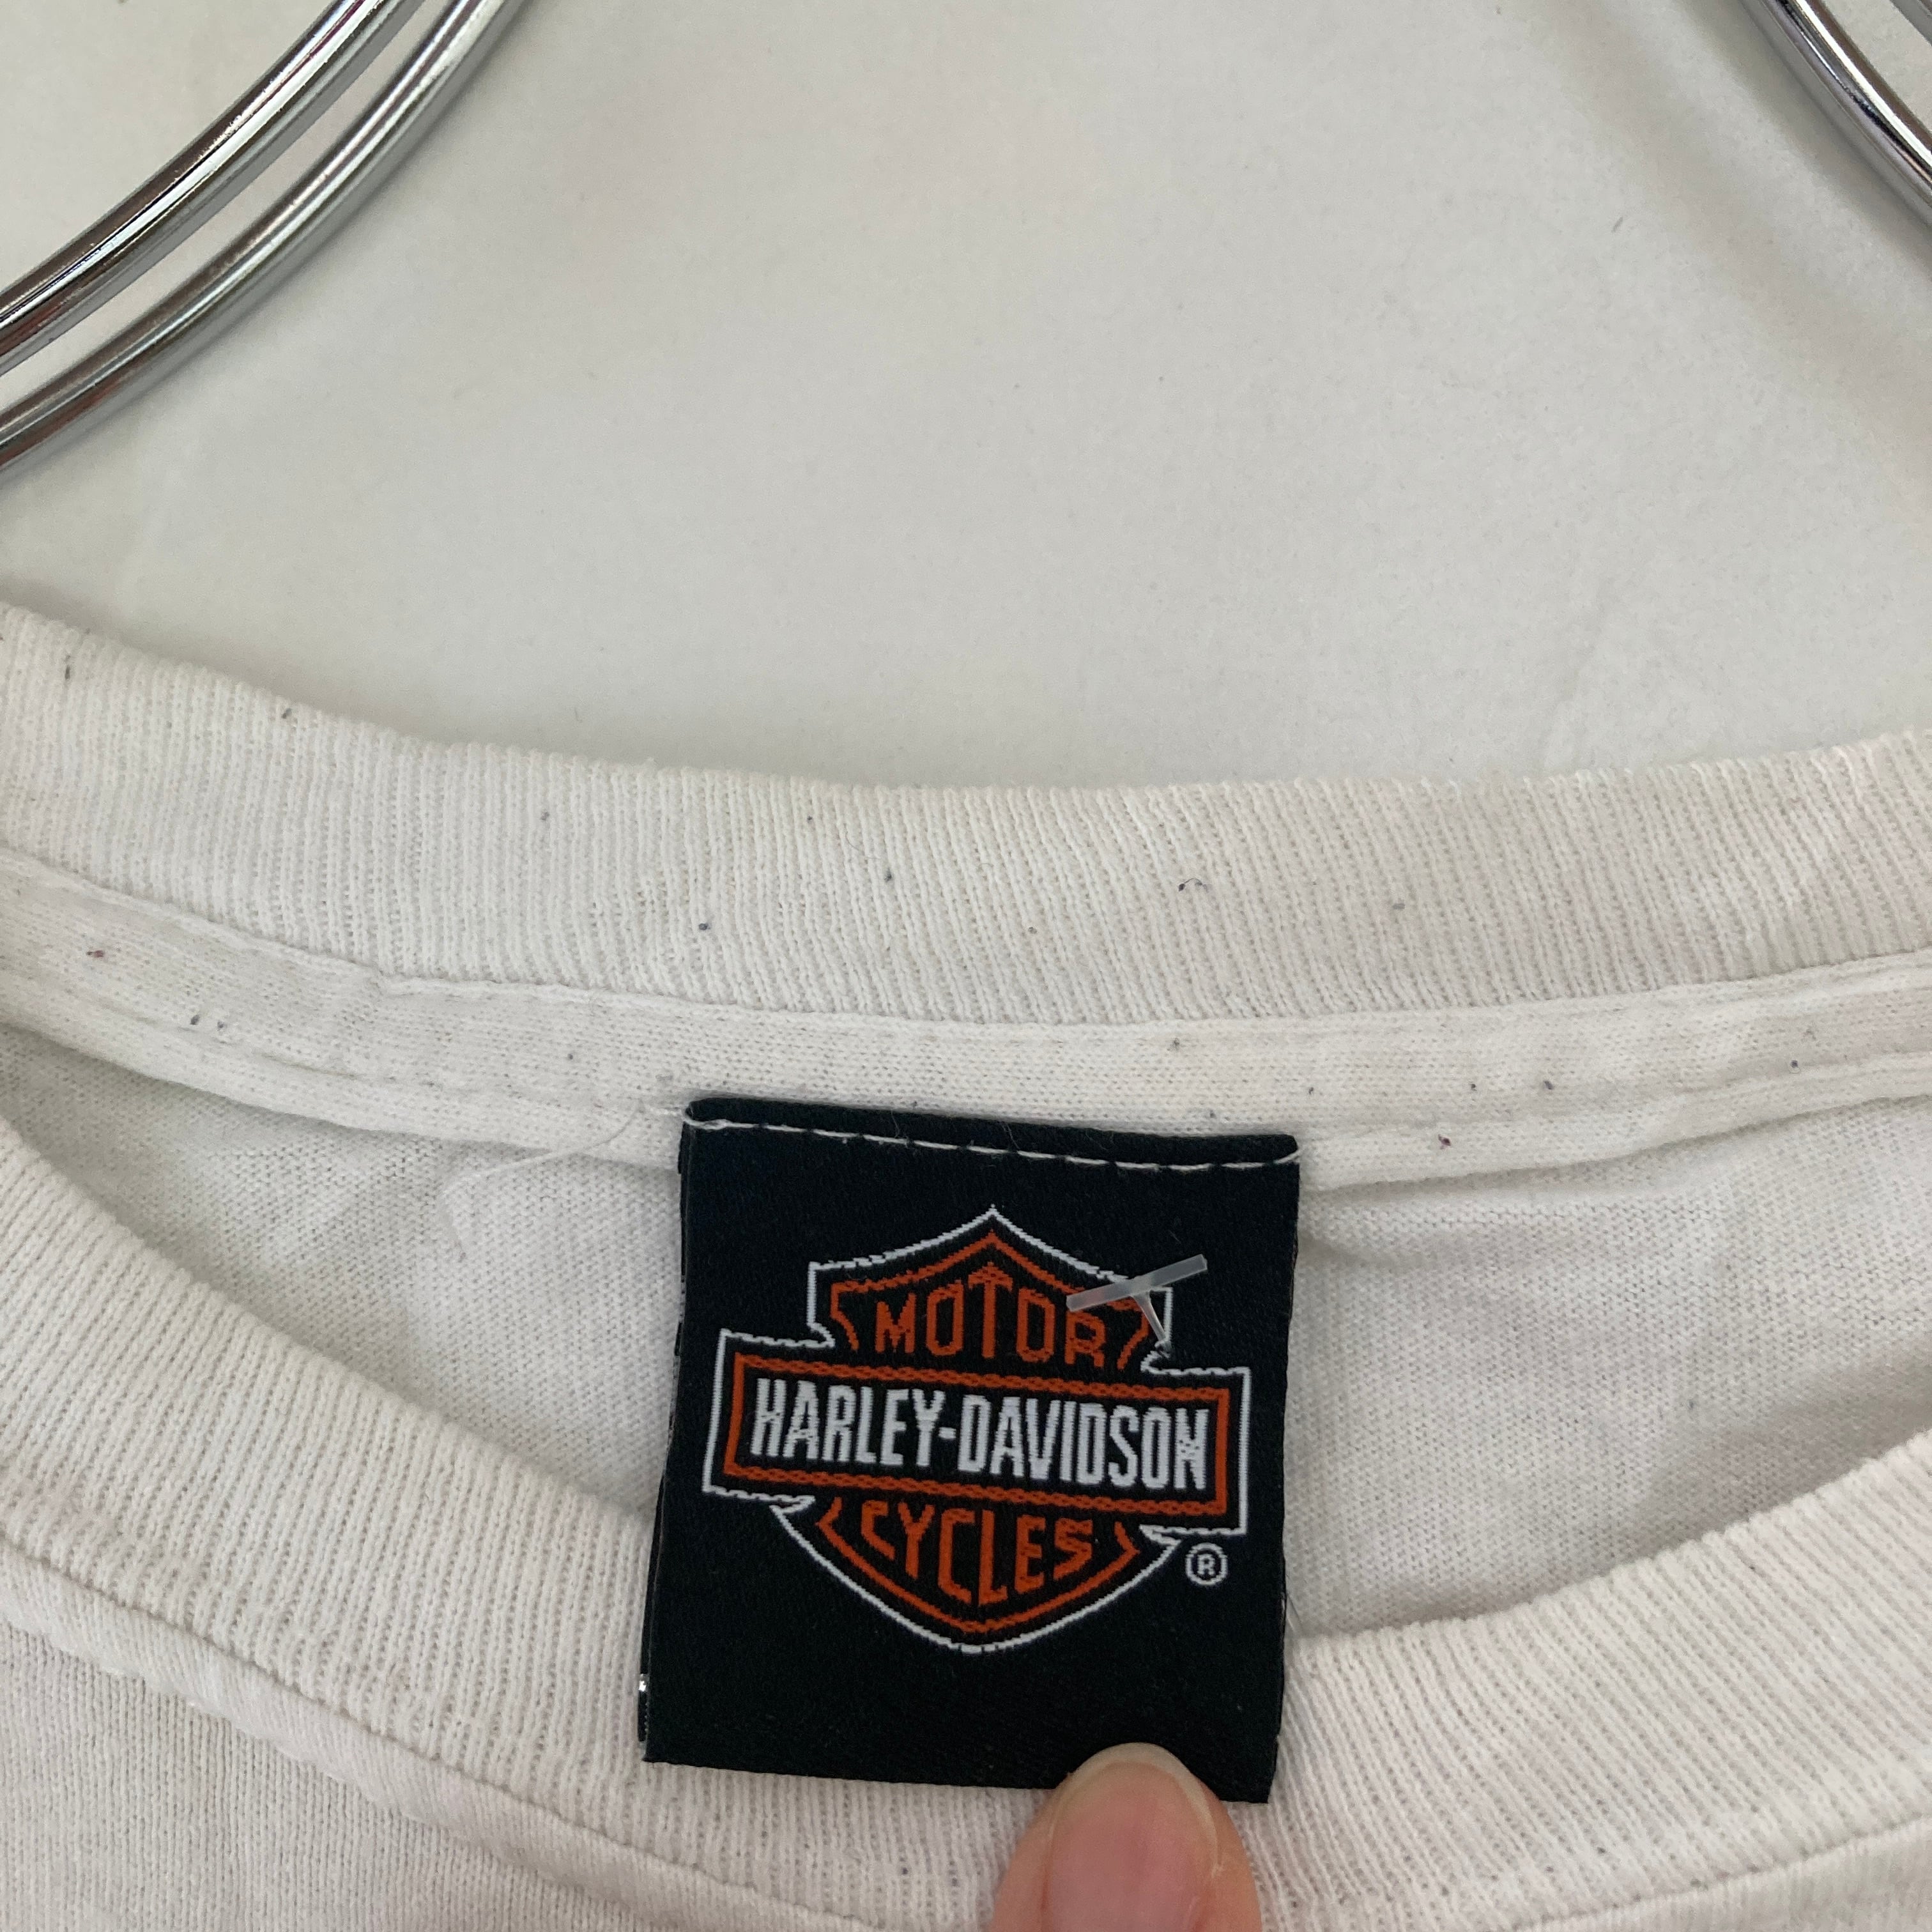 MOTOR
HARLEY-DAVIDSON
CYCLES
®